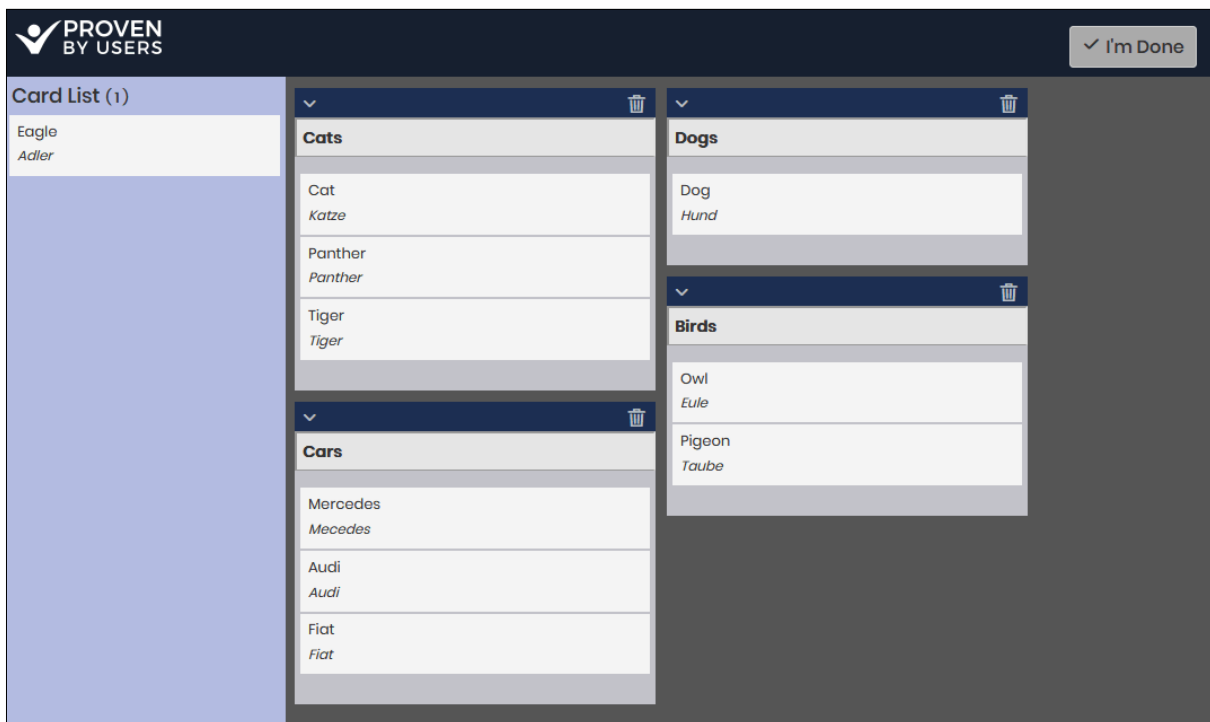 PROVEN
BY USERS
I'm Done
Card List (1)
Eagle
Adler
Cats
Cat
Katze
Panther
Panther
Tiger
Tiger
Cars
Mercedes
Mecedes
Audi
Audi
Fiat
Fiat
Dogs
Dog
Hund
Birds
Owl
Eule
Pigeon
Taube